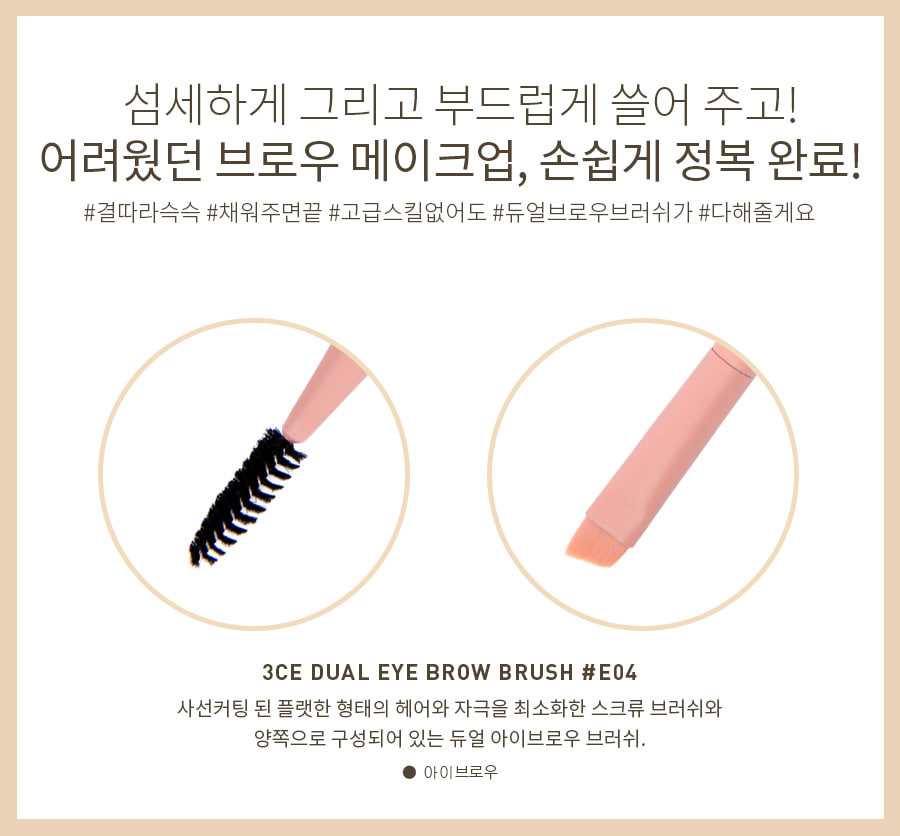 섬세하게 그리고 부드럽게 쓸어 주고!
어려웠던 브로우 메이크업, 손쉽게 정복 완료!
#결따라슥슥 #채워주면끝 #고급스킬없어도 #듀얼브로우브러쉬가 #다해줄게요
3CE DUAL EYE BROW BRUSH #E04
사선커팅 된 플랫한 형태의 헤어와 자극을 최소화한 스크류 브러쉬와
양쪽으로 구성되어 있는 듀얼 아이브로우 브러쉬.
● 아이브로우